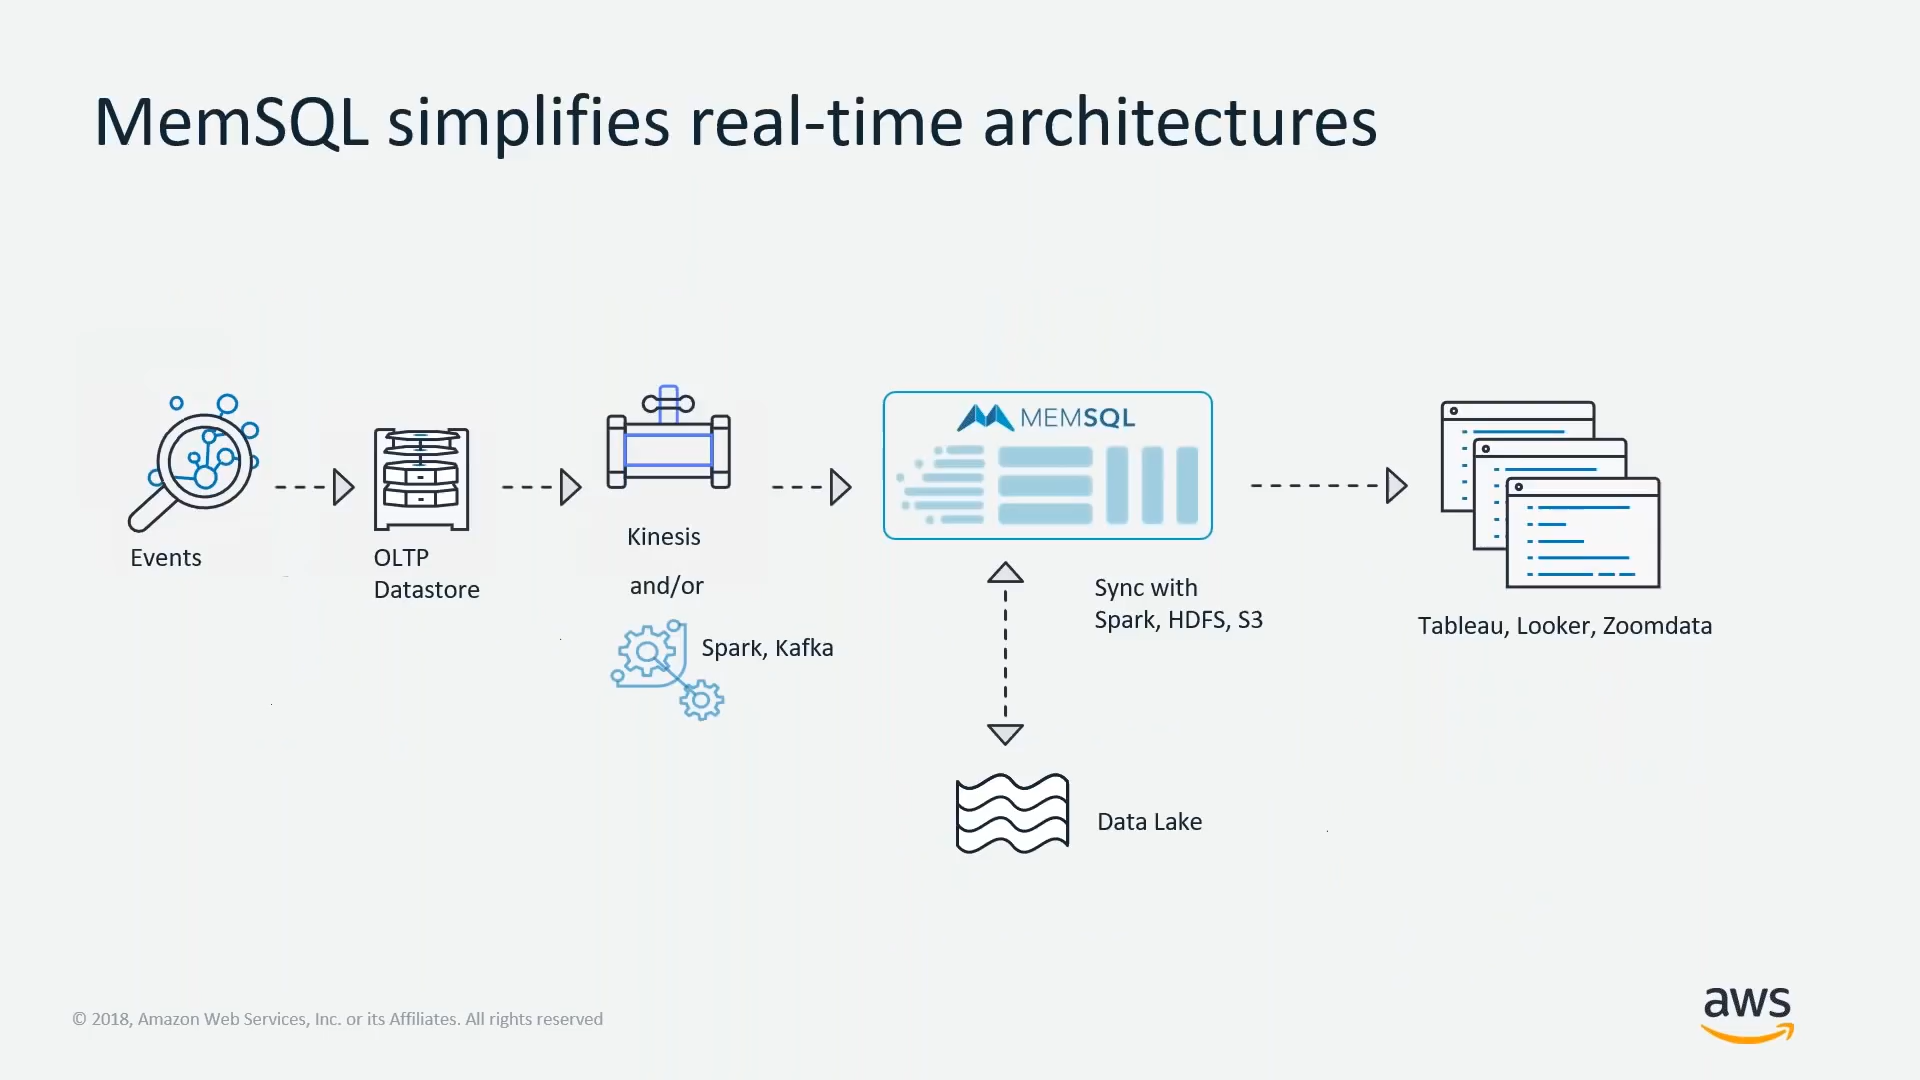 MemSQL simplifies real-time architectures
Events
OLTP
Datastore
Kinesis
and/or
Spark, Kafka
MEMSQL
Sync with
Spark, HDFS, S3
Data Lake
Tableau, Looker, Zoomdata
© 2018, Amazon Web Services, Inc. or its Affiliates. All rights reserved
aws